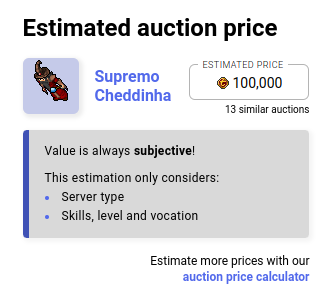 Estimated auction price
Supremo
Cheddinha
ESTIMATED PRICE
100,000
13 similar auctions
Value is always subjective!
This estimation only considers:
Server type
Skills, level and vocation
Estimate more prices with our
auction price calculator